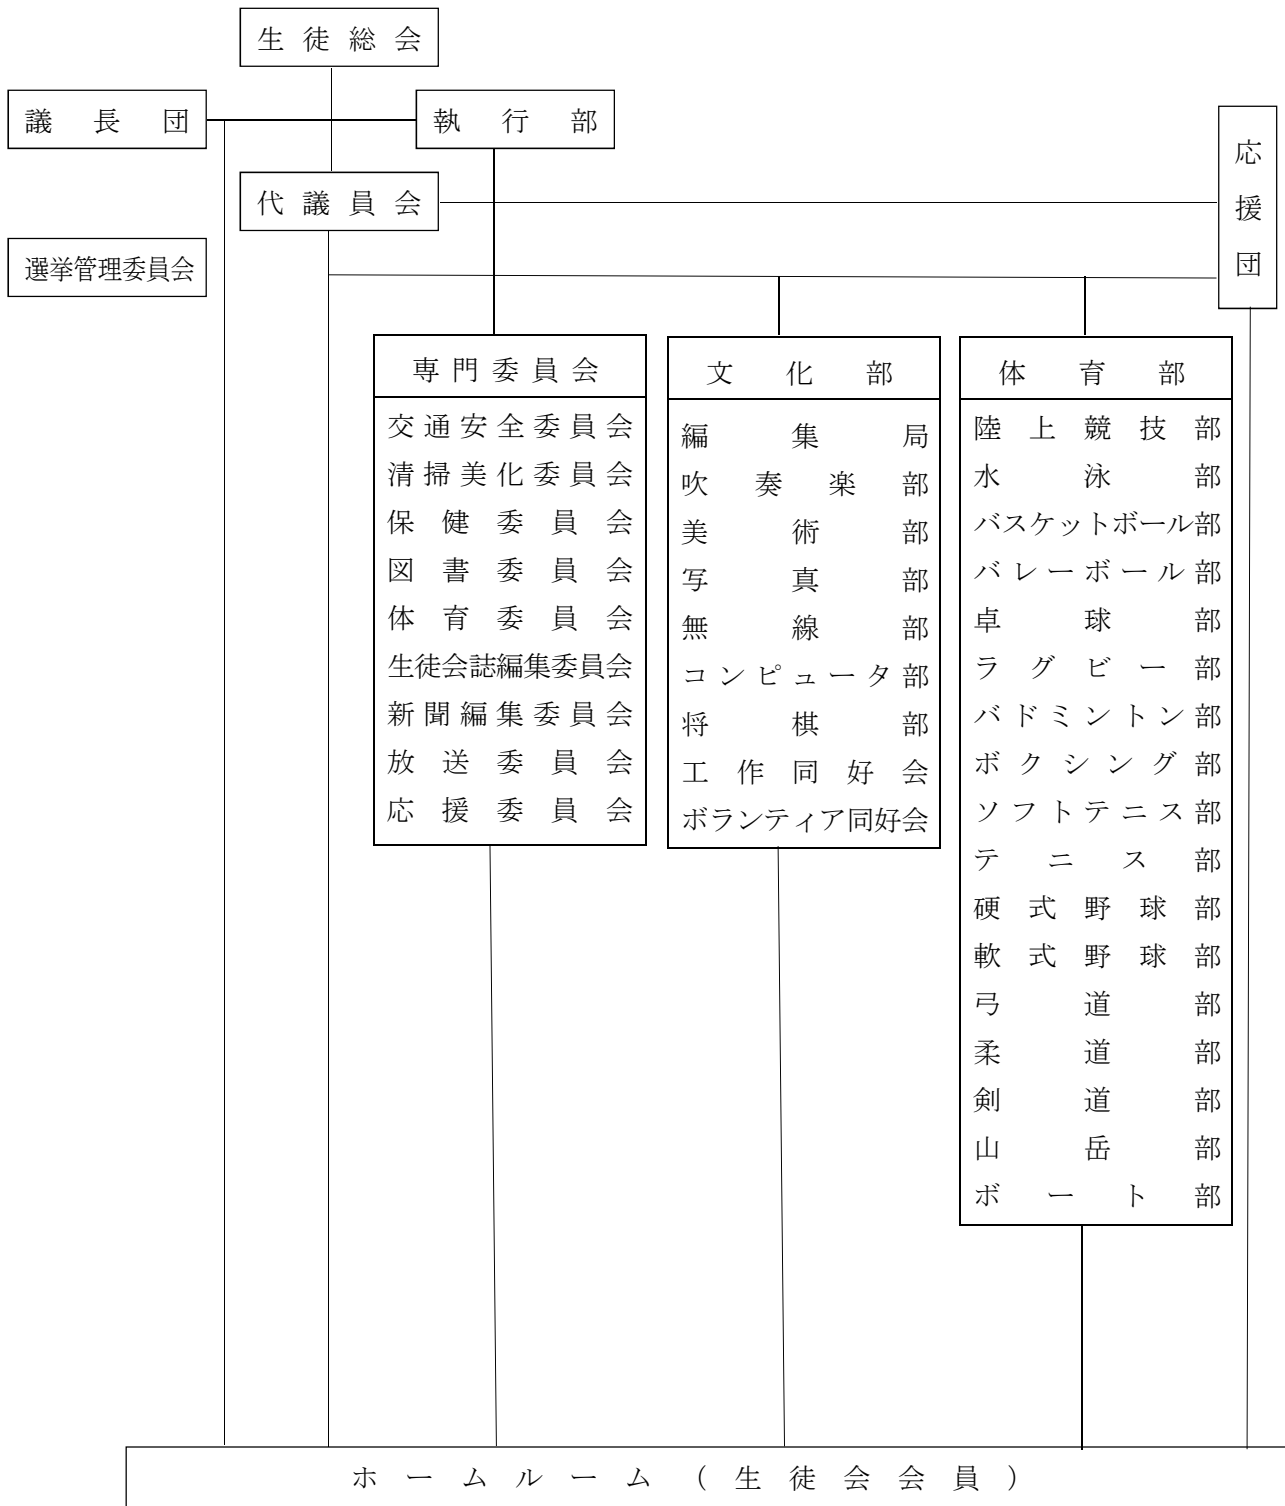 生徒総会
議長団
執行部
応援団
代議員会
選挙管理委員会
専門委員会
交通安全委員会
清掃美化委員会
保健委員会
図書委員会
体育委員会
生徒会誌編集委員会
新聞編集委員会
放送委員会
応援委員会
文化部
編集局
吹奏楽部
美術部
写真部
無線部
コンピュータ部
将棋部
工作同好会
ボランティア同好会
体育部
陸上競技部
水泳部
バスケットボール部
バレーボール部
卓球部
ラグビー部
バドミントン部
ボクシング部
ソフトテニス部
テニス部
硬式野球部
軟式野球部
弓道部
柔道部
剣道部
山岳部
ボート部
ホームルーム(生徒会会員)